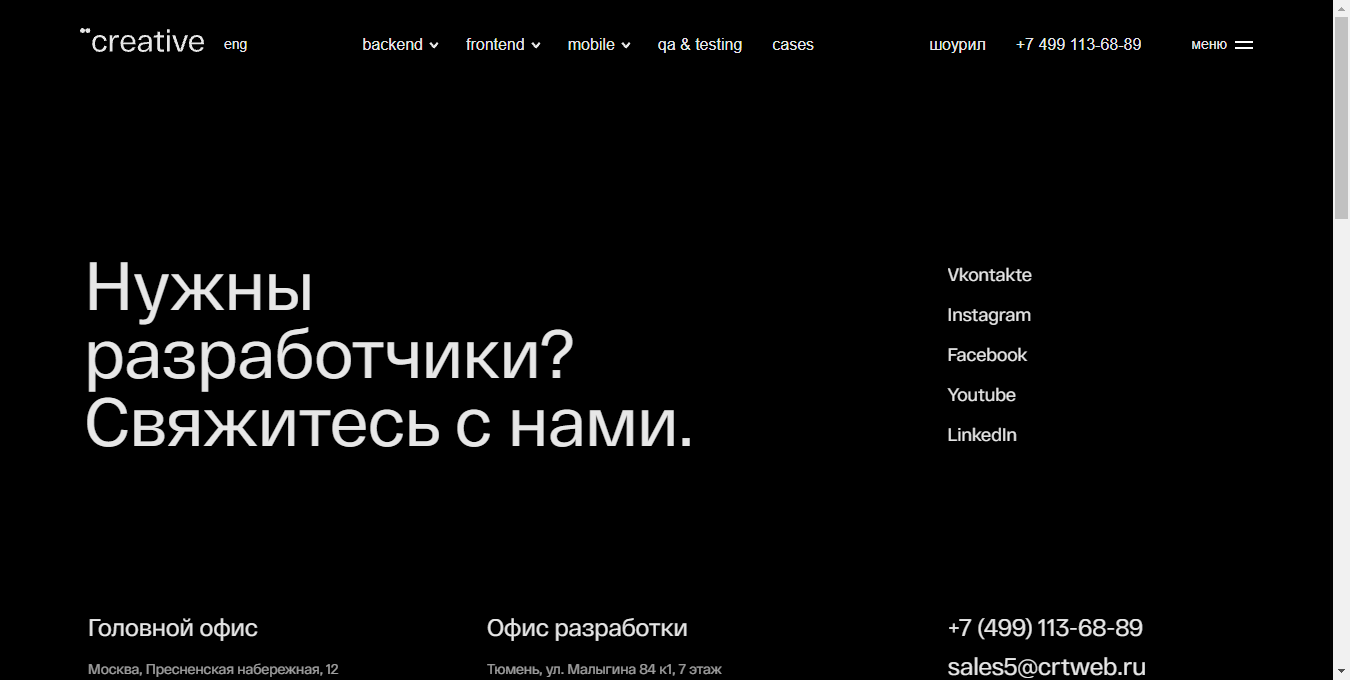 creative
eng
backend
frontend
mobile
qa & testing
cases
шоурил
+7 499 113-68-89
меню
Нужны
разработчики?
Свяжитесь с нами.
Vkontakte
Instagram
Facebook
Youtube
LinkedIn
Головной офис
Москва, Пресненская набережная, 12
Офис разработки
Тюмень, ул. Малыгина 84 к1, 7 этаж
+7 (499) 113-68-89
sales5@crtweb.ru